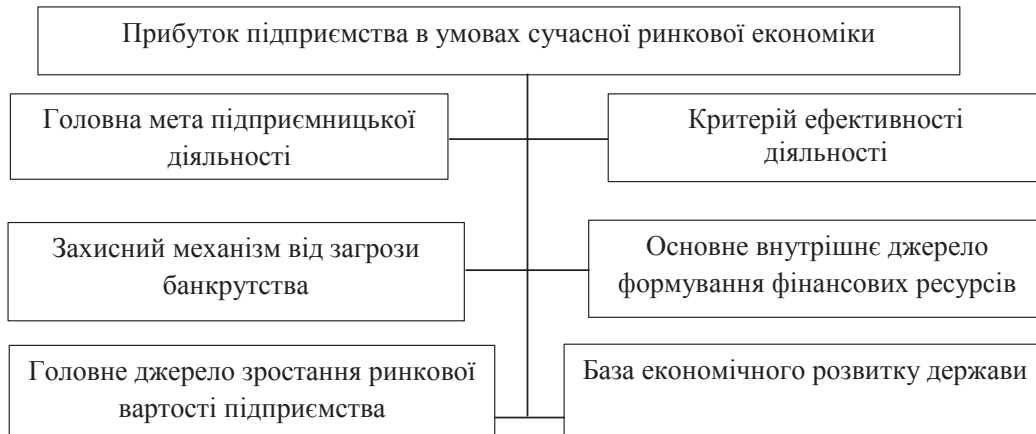 Прибуток підприємства в умовах сучасної ринкової економіки
Головна мета підприємницької
діяльності
Критерій ефективності
діяльності
Захисний механізм від загрози
банкрутства
Основне внутрішнє джерело
формування фінансових ресурсів
Головне джерело зростання ринкової
вартості підприємства
База економічного розвитку держави